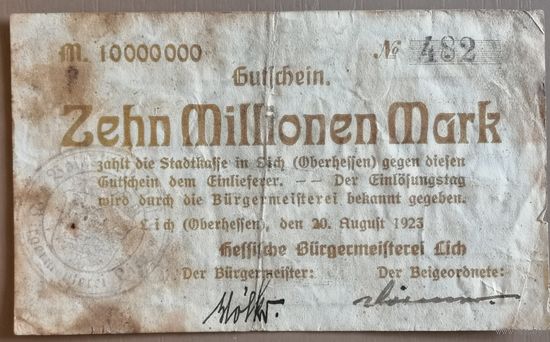 M. 10000000
No 482
Gutschein.
Zehn Millionen Mark
zahlt die Stadtkasse in Lich (Oberhessen) gegen diesen
Gutschein dem Einlieferer. -- Der Einlösungstag
wird durch die Bürgermeisterei bekannt gegeben.
Lich (Oberhessen), den 20. August 1923
Hessische Bürgermeisterei Lich
Der Bürgermeister: Der Beigeordnete: